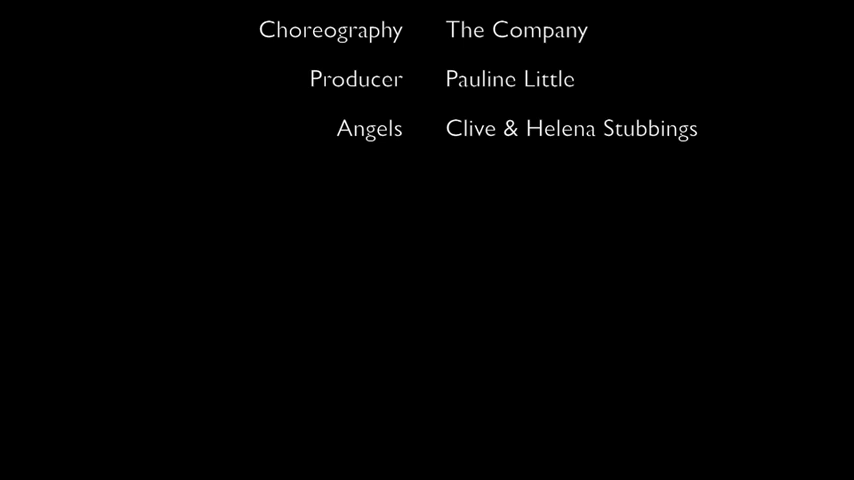 Choreography The Company
Producer Pauline Little
Angels Clive & Helena Stubbings